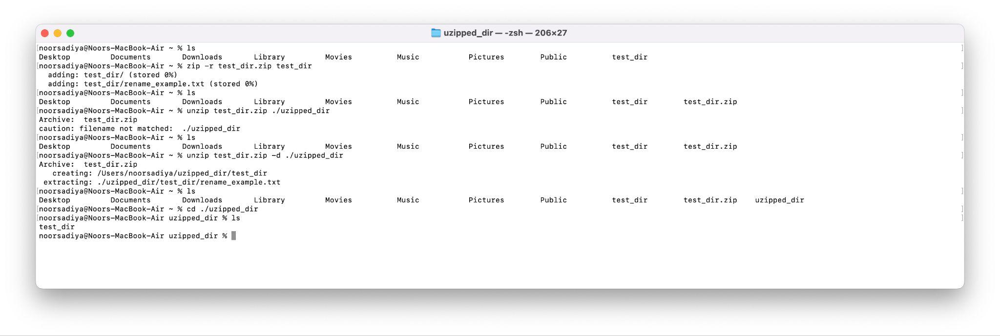 uzipped_dir — -zsh — 206×27
[noorsadiya@Noors-MacBook-Air ~ % ls ]
Desktop Documents Downloads Library Movies Music Pictures Public test_dir
[noorsadiya@Noors-MacBook-Air ~ % zip -r test_dir.zip test_dir ]
adding: test_dir/ (stored 0%)
adding: test_dir/rename_example.txt (stored 0%)
[noorsadiya@Noors-MacBook-Air ~ % ls ]
Desktop Documents Downloads Library Movies Music Pictures Public test_dir test_dir.zip
[noorsadiya@Noors-MacBook-Air ~ % unzip test_dir.zip ./uzipped_dir ]
Archive:  test_dir.zip
caution: filename not matched:  ./uzipped_dir
[noorsadiya@Noors-MacBook-Air ~ % ls ]
Desktop Documents Downloads Library Movies Music Pictures Public test_dir test_dir.zip
[noorsadiya@Noors-MacBook-Air ~ % unzip test_dir.zip -d ./uzipped_dir ]
Archive:  test_dir.zip
creating: /Users/noorsadiya/uzipped_dir/test_dir
extracting: ./uzipped_dir/test_dir/rename_example.txt
[noorsadiya@Noors-MacBook-Air ~ % ls ]
Desktop Documents Downloads Library Movies Music Pictures Public test_dir test_dir.zip uzipped_dir
[noorsadiya@Noors-MacBook-Air ~ % cd ./uzipped_dir ]
[noorsadiya@Noors-MacBook-Air uzipped_dir % ls ]
test_dir
noorsadiya@Noors-MacBook-Air uzipped_dir %